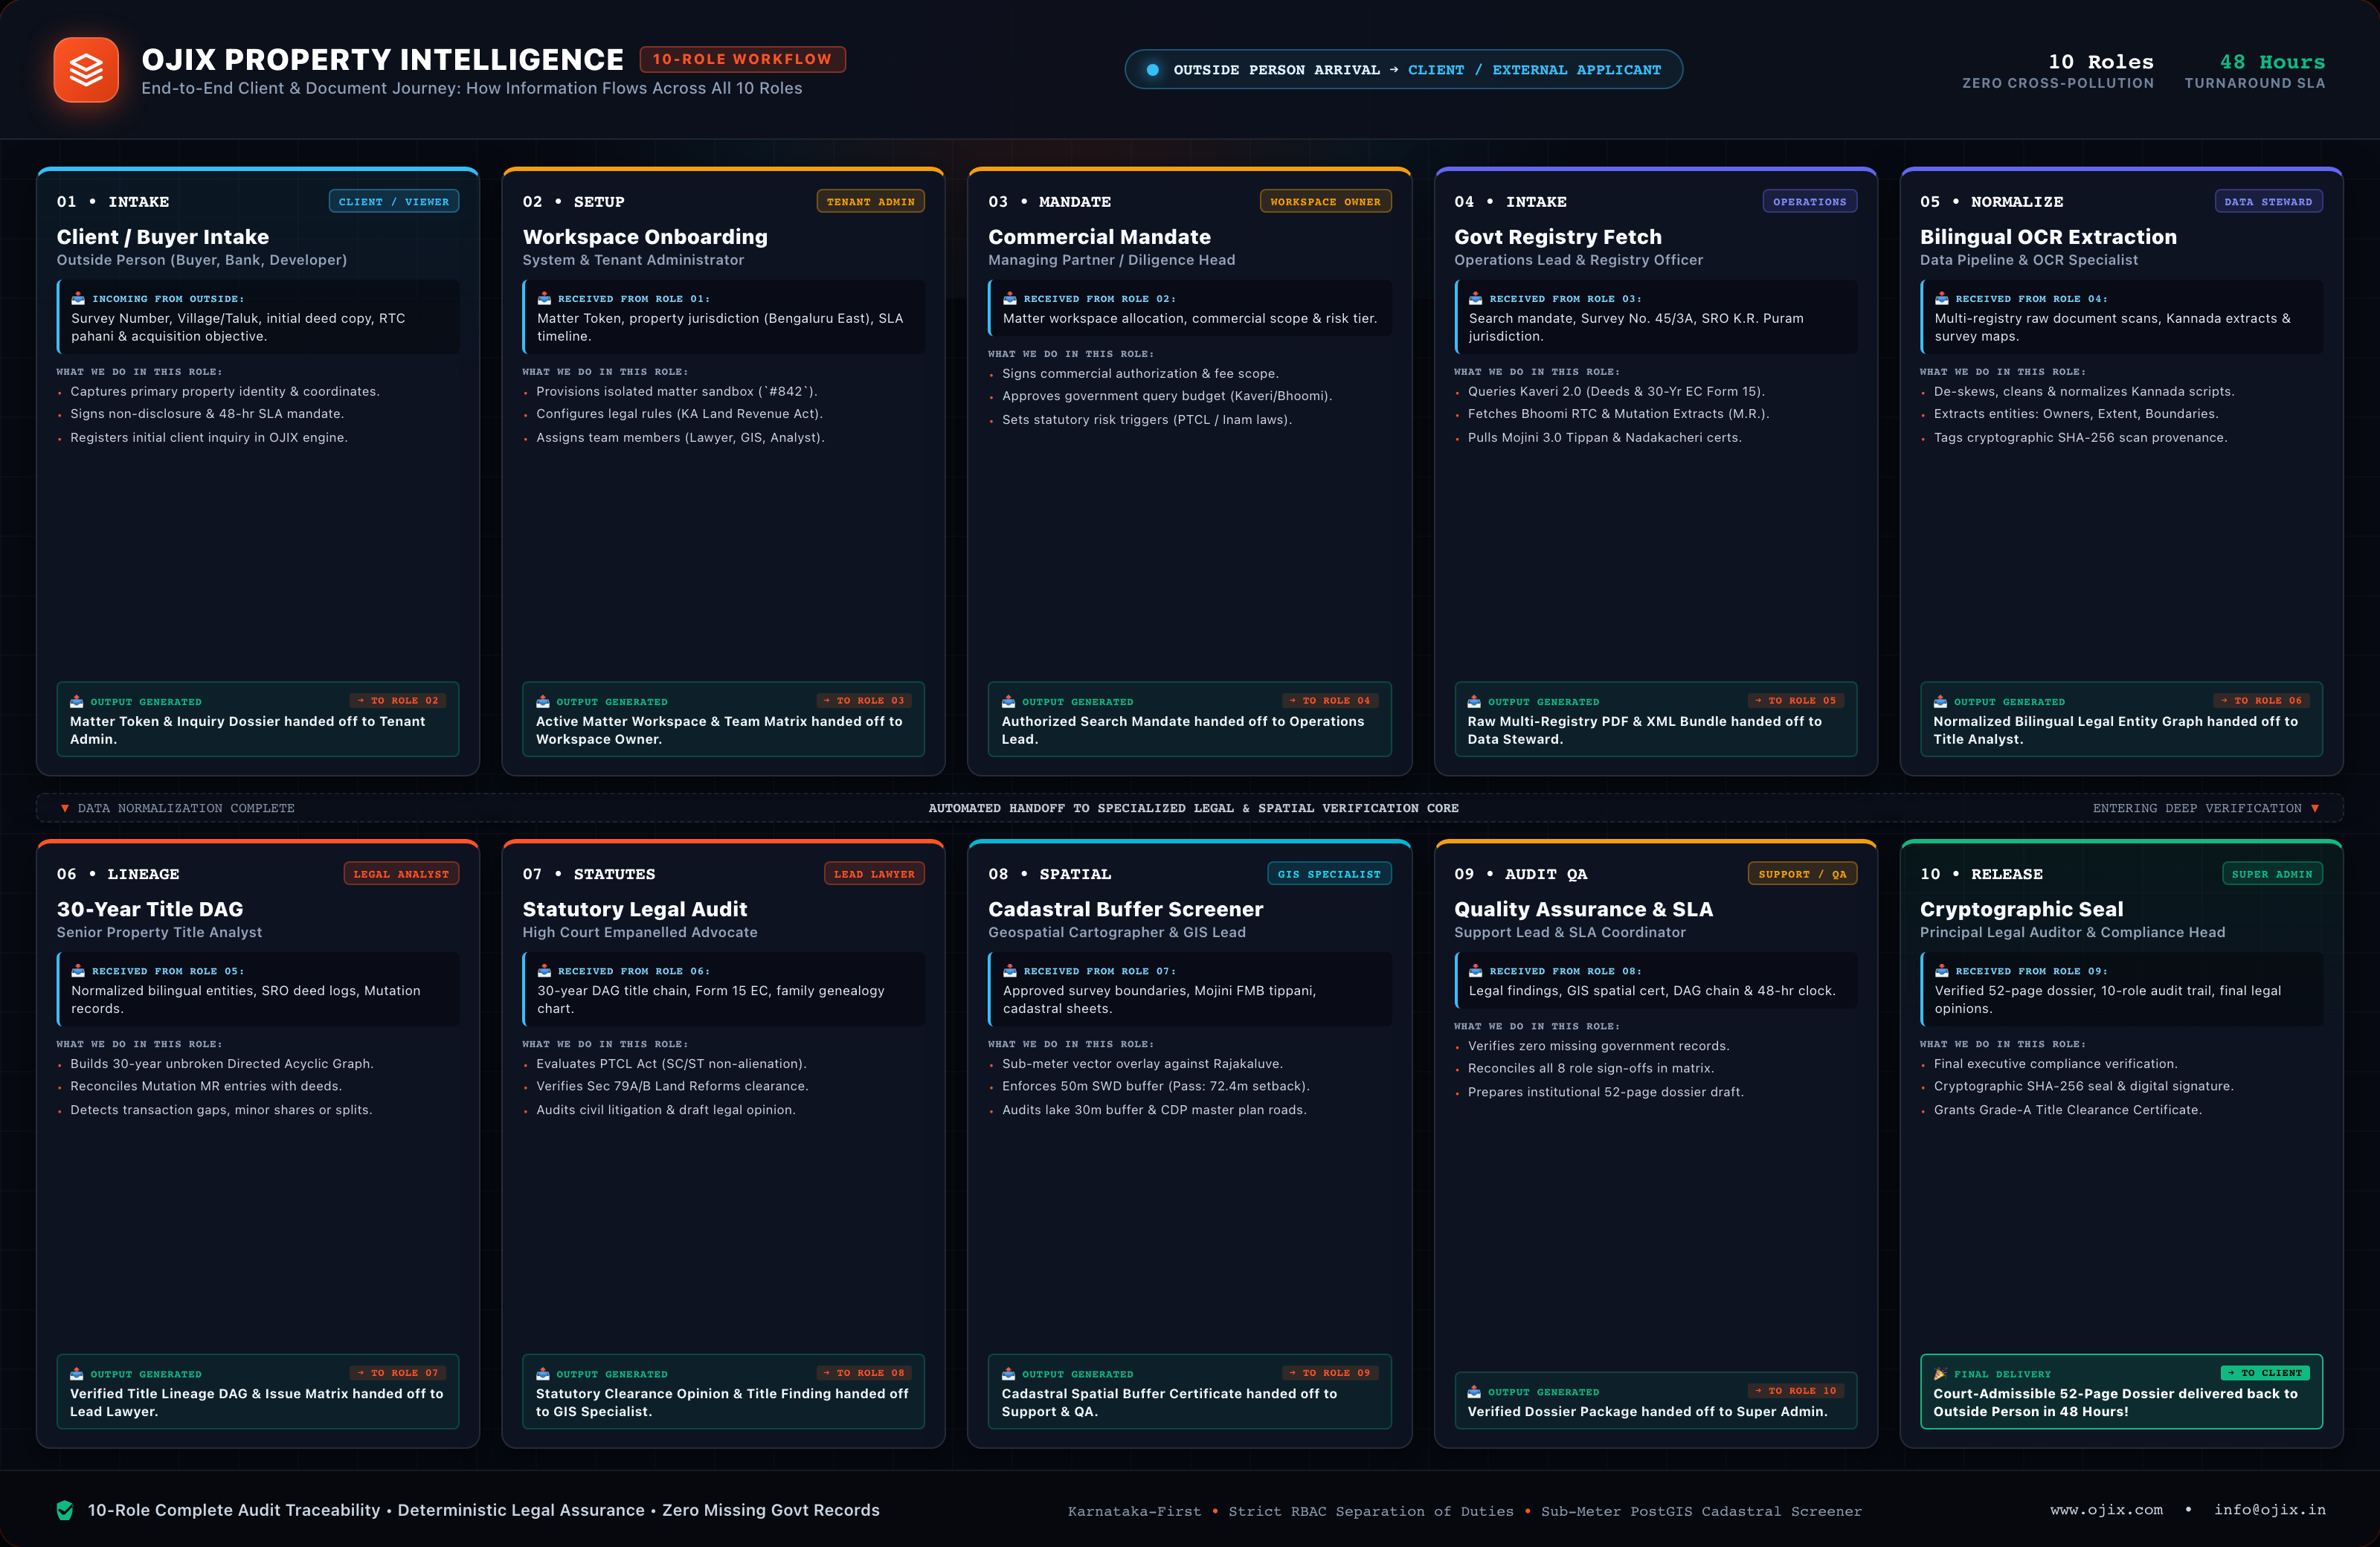 OJIX PROPERTY INTELLIGENCE
10-ROLE WORKFLOW
End-to-End Client & Document Journey: How Information Flows Across All 10 Roles
OUTSIDE PERSON ARRIVAL → CLIENT / EXTERNAL APPLICANT
10 Roles
ZERO CROSS-POLLUTION
48 Hours
TURNAROUND SLA
01 • INTAKE
CLIENT / VIEWER
Client / Buyer Intake
Outside Person (Buyer, Bank, Developer)
📥 INCOMING FROM OUTSIDE:
Survey Number, Village/Taluk, initial deed copy, RTC
pahani & acquisition objective.
WHAT WE DO IN THIS ROLE:
• Captures primary property identity & coordinates.
• Signs non-disclosure & 48-hr SLA mandate.
• Registers initial client inquiry in OJIX engine.
📤 OUTPUT GENERATED
→ TO ROLE 02
Matter Token & Inquiry Dossier handed off to Tenant
Admin.
02 • SETUP
TENANT ADMIN
Workspace Onboarding
System & Tenant Administrator
📥 RECEIVED FROM ROLE 01:
Matter Token, property jurisdiction (Bengaluru East), SLA
timeline.
WHAT WE DO IN THIS ROLE:
• Provisions isolated matter sandbox (`#842`).
• Configures legal rules (KA Land Revenue Act).
• Assigns team members (Lawyer, GIS, Analyst).
📤 OUTPUT GENERATED
→ TO ROLE 03
Active Matter Workspace & Team Matrix handed off to
Workspace Owner.
03 • MANDATE
WORKSPACE OWNER
Commercial Mandate
Managing Partner / Diligence Head
📥 RECEIVED FROM ROLE 02:
Matter workspace allocation, commercial scope & risk tier.
WHAT WE DO IN THIS ROLE:
• Signs commercial authorization & fee scope.
• Approves government query budget (Kaveri/Bhoomi).
• Sets statutory risk triggers (PTCL / Inam laws).
📤 OUTPUT GENERATED
→ TO ROLE 04
Authorized Search Mandate handed off to Operations
Lead.
04 • INTAKE
OPERATIONS
Govt Registry Fetch
Operations Lead & Registry Officer
📥 RECEIVED FROM ROLE 03:
Search mandate, Survey No. 45/3A, SRO K.R. Puram
jurisdiction.
WHAT WE DO IN THIS ROLE:
• Queries Kaveri 2.0 (Deeds & 30-Yr EC Form 15).
• Fetches Bhoomi RTC & Mutation Extracts (M.R.).
• Pulls Mojini 3.0 Tippan & Nadakacheri certs.
📤 OUTPUT GENERATED
→ TO ROLE 05
Raw Multi-Registry PDF & XML Bundle handed off to
Data Steward.
05 • NORMALIZE
DATA STEWARD
Bilingual OCR Extraction
Data Pipeline & OCR Specialist
📥 RECEIVED FROM ROLE 04:
Multi-registry raw document scans, Kannada extracts &
survey maps.
WHAT WE DO IN THIS ROLE:
• De-skews, cleans & normalizes Kannada scripts.
• Extracts entities: Owners, Extent, Boundaries.
• Tags cryptographic SHA-256 scan provenance.
📤 OUTPUT GENERATED
→ TO ROLE 06
Normalized Bilingual Legal Entity Graph handed off to
Title Analyst.
▼ DATA NORMALIZATION COMPLETE
AUTOMATED HANDOFF TO SPECIALIZED LEGAL & SPATIAL VERIFICATION CORE
ENTERING DEEP VERIFICATION ▼
06 • LINEAGE
LEGAL ANALYST
30-Year Title DAG
Senior Property Title Analyst
📥 RECEIVED FROM ROLE 05:
Normalized bilingual entities, SRO deed logs, Mutation
records.
WHAT WE DO IN THIS ROLE:
• Builds 30-year unbroken Directed Acyclic Graph.
• Reconciles Mutation MR entries with deeds.
• Detects transaction gaps, minor shares or splits.
📤 OUTPUT GENERATED
→ TO ROLE 07
Verified Title Lineage DAG & Issue Matrix handed off to
Lead Lawyer.
07 • STATUTES
LEAD LAWYER
Statutory Legal Audit
High Court Empanelled Advocate
📥 RECEIVED FROM ROLE 06:
30-year DAG title chain, Form 15 EC, family genealogy
chart.
WHAT WE DO IN THIS ROLE:
• Evaluates PTCL Act (SC/ST non-alienation).
• Verifies Sec 79A/B Land Reforms clearance.
• Audits civil litigation & draft legal opinion.
📤 OUTPUT GENERATED
→ TO ROLE 08
Statutory Clearance Opinion & Title Finding handed off
to GIS Specialist.
08 • SPATIAL
GIS SPECIALIST
Cadastral Buffer Screener
Geospatial Cartographer & GIS Lead
📥 RECEIVED FROM ROLE 07:
Approved survey boundaries, Mojini FMB tippani,
cadastral sheets.
WHAT WE DO IN THIS ROLE:
• Sub-meter vector overlay against Rajakaluve.
• Enforces 50m SWD buffer (Pass: 72.4m setback).
• Audits lake 30m buffer & CDP master plan roads.
📤 OUTPUT GENERATED
→ TO ROLE 09
Cadastral Spatial Buffer Certificate handed off to
Support & QA.
09 • AUDIT QA
SUPPORT / QA
Quality Assurance & SLA
Support Lead & SLA Coordinator
📥 RECEIVED FROM ROLE 08:
Legal findings, GIS spatial cert, DAG chain & 48-hr clock.
WHAT WE DO IN THIS ROLE:
• Verifies zero missing government records.
• Reconciles all 8 role sign-offs in matrix.
• Prepares institutional 52-page dossier draft.
📤 OUTPUT GENERATED
→ TO ROLE 10
Verified Dossier Package handed off to Super Admin.
10 • RELEASE
SUPER ADMIN
Cryptographic Seal
Principal Legal Auditor & Compliance Head
📥 RECEIVED FROM ROLE 09:
Verified 52-page dossier, 10-role audit trail, final legal
opinions.
WHAT WE DO IN THIS ROLE:
• Final executive compliance verification.
• Cryptographic SHA-256 seal & digital signature.
• Grants Grade-A Title Clearance Certificate.
🎉 FINAL DELIVERY
→ TO CLIENT
Court-Admissible 52-Page Dossier delivered back to
Outside Person in 48 Hours!
10-Role Complete Audit Traceability • Deterministic Legal Assurance • Zero Missing Govt Records
Karnataka-First • Strict RBAC Separation of Duties • Sub-Meter PostGIS Cadastral Screener
www.ojix.com • info@ojix.in